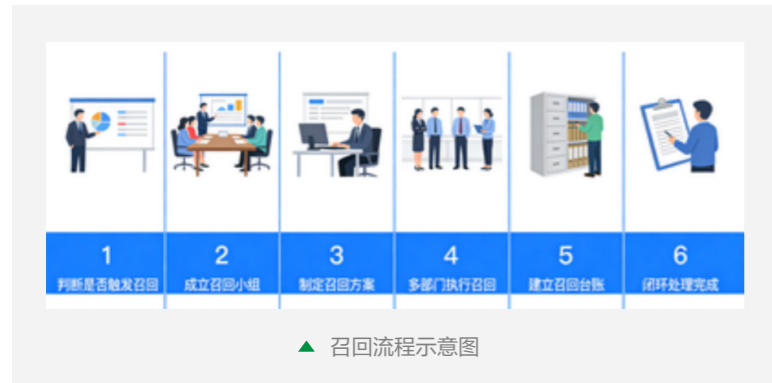 1
判断是否触发召回
2
成立召回小组
3
制定召回方案
4
多部门执行召回
5
建立召回台账
6
闭环处理完成
▲ 召回流程示意图